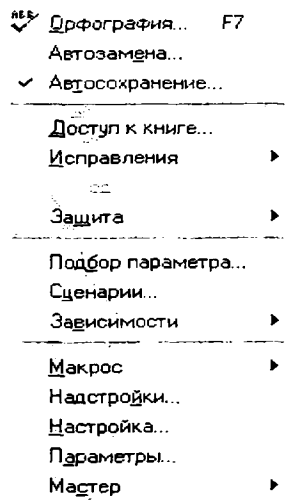 Орфография... F7
Автозамена...
Автосохранение...
Доступ к книге...
Исправления
Защита
Подбор параметра...
Сценарии...
Зависимости
Макрос
Надстройки...
Настройка...
Параметры...
Мастер